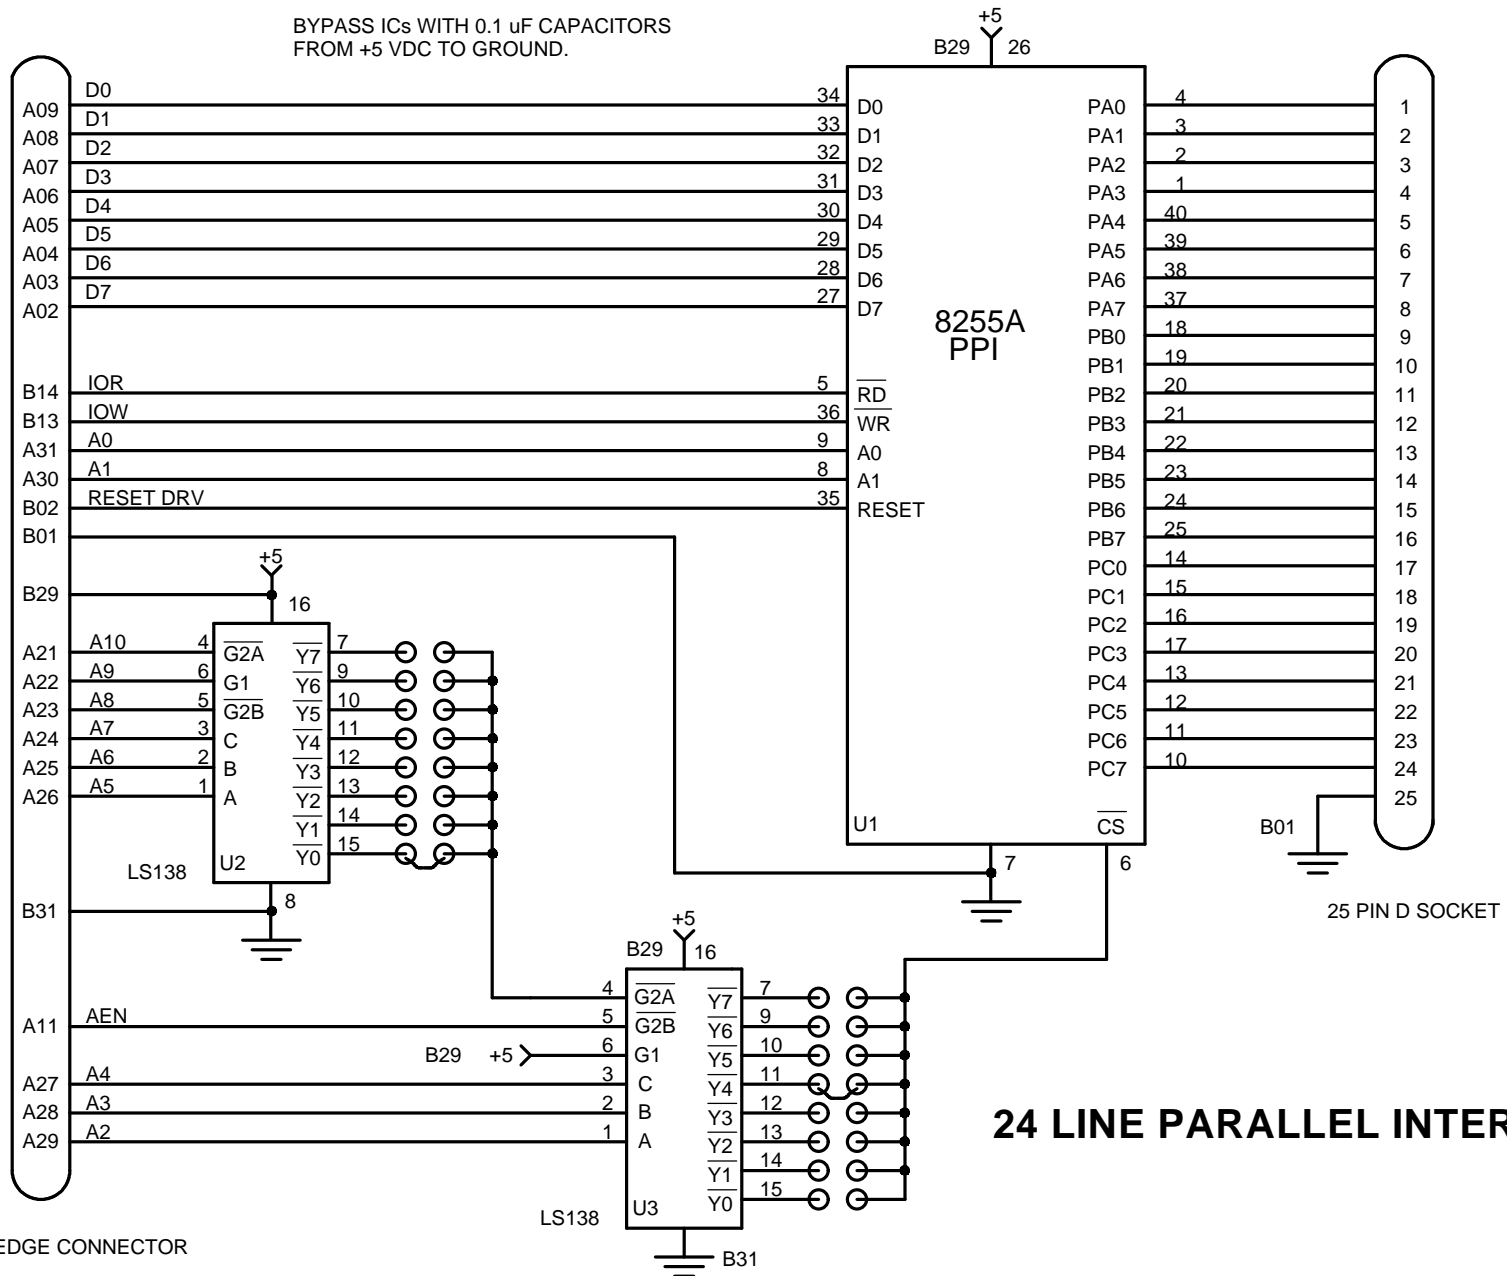 BYPASS ICs WITH 0.1 uF CAPACITORS
FROM +5 VDC TO GROUND.
+5
B29 26
A09 D0 34 D0 PA0 4 1
A08 D1 33 D1 PA1 3 2
A07 D2 32 D2 PA2 2 3
A06 D3 31 D3 PA3 1 4
A05 D4 30 D4 PA4 40 5
A04 D5 29 D5 PA5 39 6
A03 D6 28 D6 PA6 38 7
A02 D7 27 D7 PA7 37 8
8255A
PPI
PB0 18 9
PB1 19 10
B14 IOR 5 RD PB2 20 11
B13 IOW 36 WR PB3 21 12
A31 A0 9 A0 PB4 22 13
A30 A1 8 A1 PB5 23 14
B02 RESET DRV 35 RESET PB6 24 15
B01 PB7 25 16
+5
PC0 14 17
B29 16 PC1 15 18
PC2 16 19
A21 A10 4 G2A Y7 7 PC3 17 20
A22 A9 6 G1 Y6 9 PC4 13 21
A23 A8 5 G2B Y5 10 PC5 12 22
A24 A7 3 C Y4 11 PC6 11 23
A25 A6 2 B Y3 12 PC7 10 24
A26 A5 1 A Y2 13 25
Y1 14 U1 CS B01
Y0 15
LS138 U2 7 6
B31 8 25 PIN D SOCKET
+5
B29 16
4 G2A Y7 7
A11 AEN 5 G2B Y6 9
B29 +5 6 G1 Y5 10
A27 A4 3 C Y4 11
A28 A3 2 B Y3 12
24 LINE PARALLEL INTER
A29 A2 1 A Y2 13
Y1 14
Y0 15
LS138 U3
EDGE CONNECTOR
B31